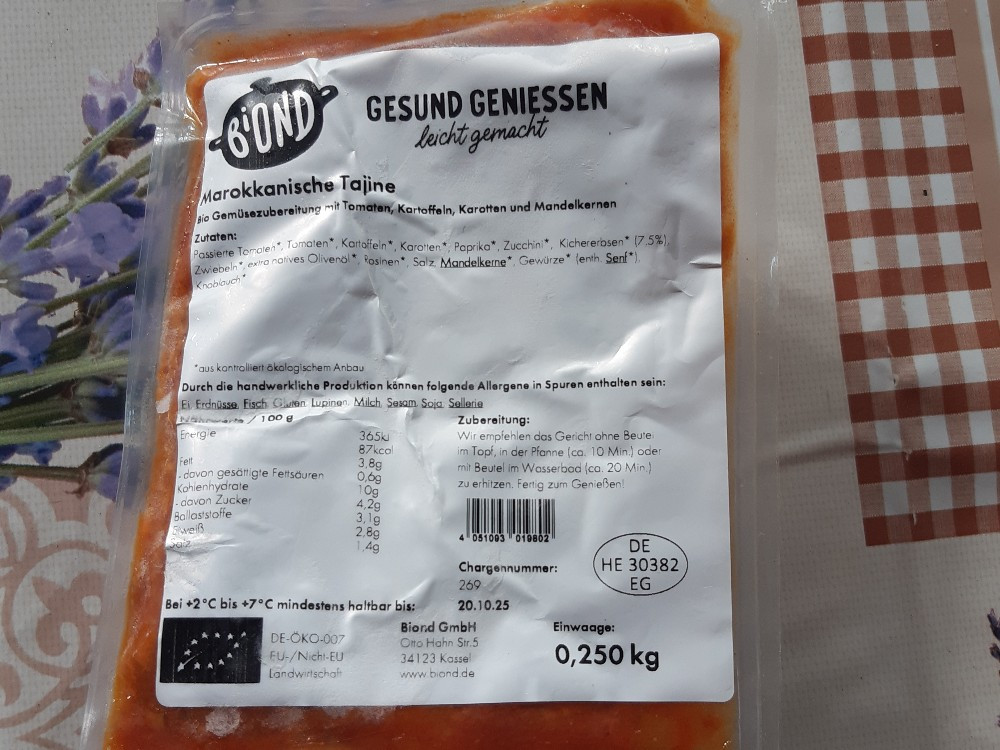 BiOND
GESUND GENIESSEN
leicht gemacht
Marokkanische Tajine
Bio Gemüsezubereitung mit Tomaten, Kartoffeln, Karotten und Mandelkernen
Zutaten:
Passierte Tomaten*, Tomaten*, Kartoffeln*, Karotten*, Paprika*, Zucchini*, Kichererbsen* (7,5%),
Zwiebeln*, extra natives Olivenöl*, Rosinen*, Salz, Mandelkerne*, Gewürze* (enth. Senf*),
Knoblauch*
*aus kontrolliert ökologischem Anbau
Durch die handwerkliche Produktion können folgende Allergene in Spuren enthalten sein:
Ei, Erdnüsse, Fisch, Gluten, Lupinen, Milch, Sesam, Soja, Sellerie
/ 100 g
Energie 365kJ
87kcal
Fett 3,8g
- davon gesättigte Fettsäuren 0,6g
Kohlenhydrate 10g
- davon Zucker 4,2g
Ballaststoffe 3,1g
Eiweiß 2,8g
Salz 1,4g
Zubereitung:
Wir empfehlen das Gericht ohne Beutel
im Topf, in der Pfanne (ca. 10 Min.) oder
mit Beutel im Wasserbad (ca. 20 Min.)
zu erhitzen. Fertig zum Genießen!
4 051093 019802
Chargennummer:
269
DE
HE 30382
EG
Bei +2°C bis +7°C mindestens haltbar bis: 20.10.25
DE-ÖKO-007
EU-/Nicht-EU
Landwirtschaft
Biond GmbH
Otto Hahn Str.5
34123 Kassel
www.biond.de
Einwaage:
0,250 kg